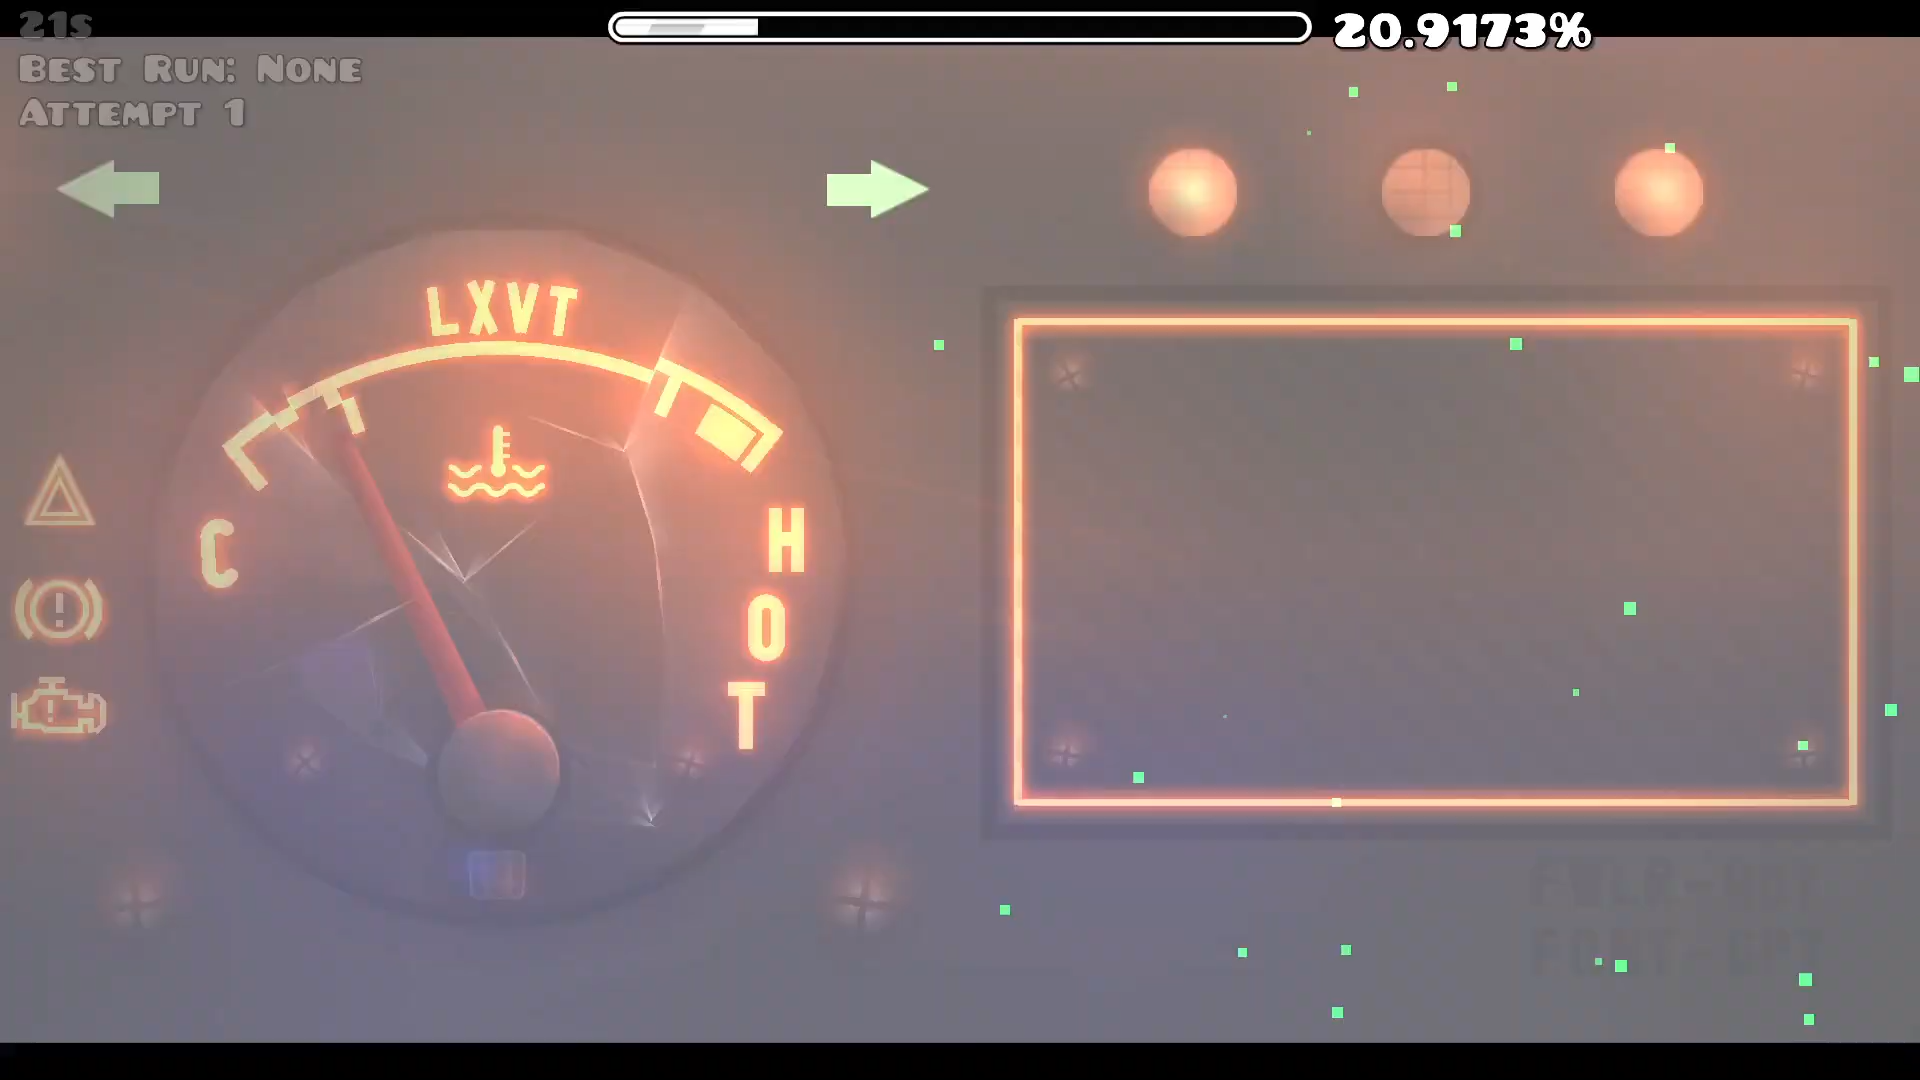 21s
20.9173%
Best Run: None
Attempt 1
LXVT
C
H
O
T